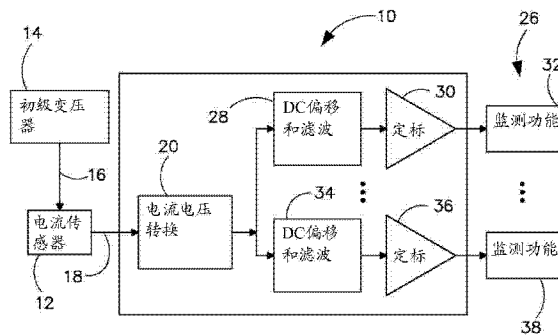 10
26
14
初级变压
器
16
电流传
感器
12
18
20
电流电压
转换
28
DC偏移
和滤波
30
定标
32
监测功能
34
DC偏移
和滤波
36
定标
监测功能
38